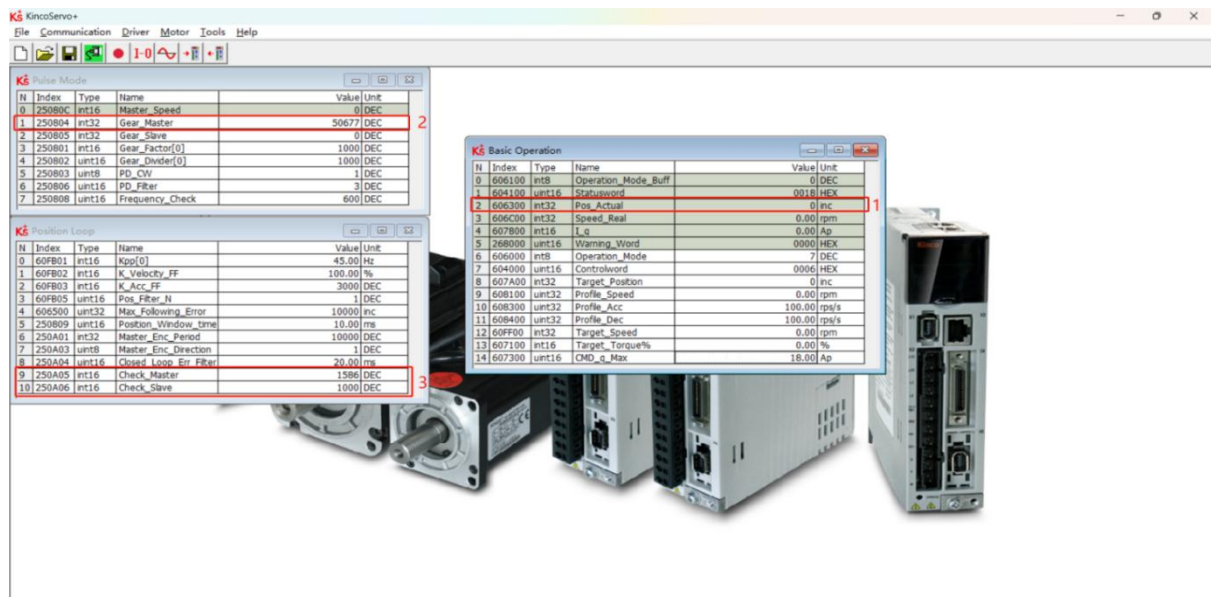 KincoServo+
File Communication Driver Motor Tools Help
1-0
Pulse Mode
N Index Type Name Value Unit
0 25080C int16 Master_Speed 0 DEC
1 250804 int32 Gear_Master 50677 DEC
2
2 250805 int32 Gear_Slave 0 DEC
3 250801 int16 Gear_Factor[0] 1000 DEC
4 250802 uint16 Gear_Divider[0] 1000 DEC
5 250803 uint8 PD_CW 1 DEC
6 250806 uint16 PD_Filter 3 DEC
7 250808 uint16 Frequency_Check 600 DEC
Position Loop
N Index Type Name Value Unit
0 60FB01 int16 Kpp[0] 45.00 Hz
1 60FB02 int16 K_Velocity_FF 100.00 %
2 60FB03 int16 K_Acc_FF 3000 DEC
3 60FB05 uint16 Pos_Filter_N 1 DEC
4 606500 uint32 Max_Following_Error 10000 inc
5 250809 uint16 Position_Window_time 10.00 ms
6 250A01 int32 Master_Enc_Period 10000 DEC
7 250A03 uint8 Master_Enc_Direction 1 DEC
8 250A04 uint16 Closed_Loop_Err_Filter 20.00 ms
9 250A05 int16 Check_Master 1586 DEC
10 250A06 int16 Check_Slave 1000 DEC
3
Basic Operation
N Index Type Name Value Unit
0 606100 int8 Operation_Mode_Buff 0 DEC
1 604100 uint16 Statusword 0018 HEX
2 606300 int32 Pos_Actual 0 inc
1
3 606C00 int32 Speed_Real 0.00 rpm
4 607800 int16 I_q 0.00 Ap
5 268000 uint16 Warning_Word 0000 HEX
6 606000 int8 Operation_Mode 7 DEC
7 604000 uint16 Controlword 0006 HEX
8 607A00 int32 Target_Position 0 inc
9 608100 uint32 Profile_Speed 0.00 rpm
10 608300 uint32 Profile_Acc 100.00 rps/s
11 608400 uint32 Profile_Dec 100.00 rps/s
12 60FF00 int32 Target_Speed 0.00 rpm
13 607100 int16 Target_Torque% 0.00 %
14 607300 uint16 CMD_q_Max 18.00 Ap
Kinco